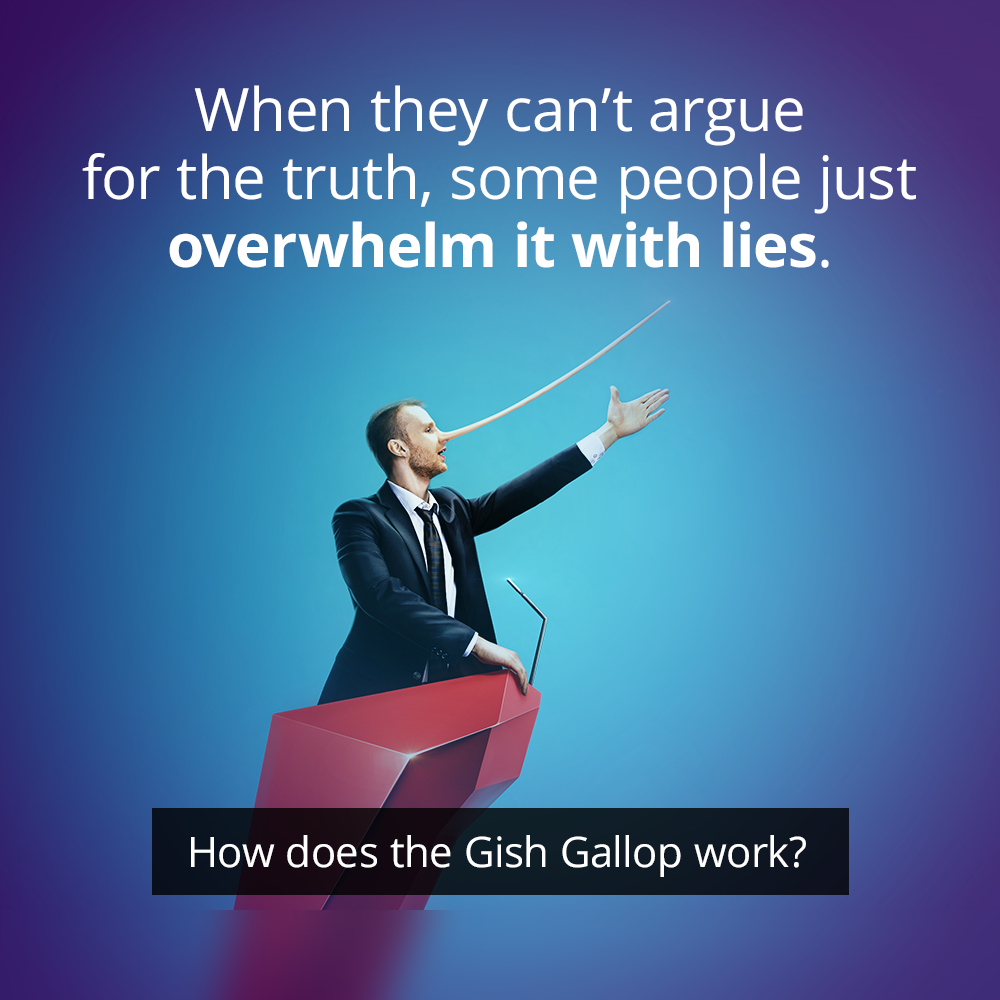 When they can’t argue
for the truth, some people just
overwhelm it with lies.
How does the Gish Gallop work?